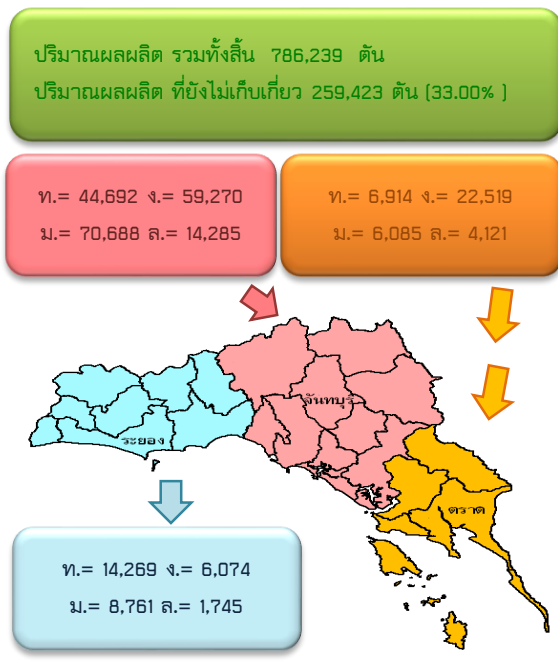 ปริมาณผลผลิต รวมทั้งสิ้น 786,239 ตัน
ปริมาณผลผลิต ที่ยังไม่เก็บเกี่ยว 259,423 ตัน (33.00% )
ท.= 44,692 ง.= 59,270
ม.= 70,688 ล.= 14,285
ท.= 6,914 ง.= 22,519
ม.= 6,085 ล.= 4,121
จันทบุรี
ระยอง
ตราด
ท.= 14,269 ง.= 6,074
ม.= 8,761 ล.= 1,745